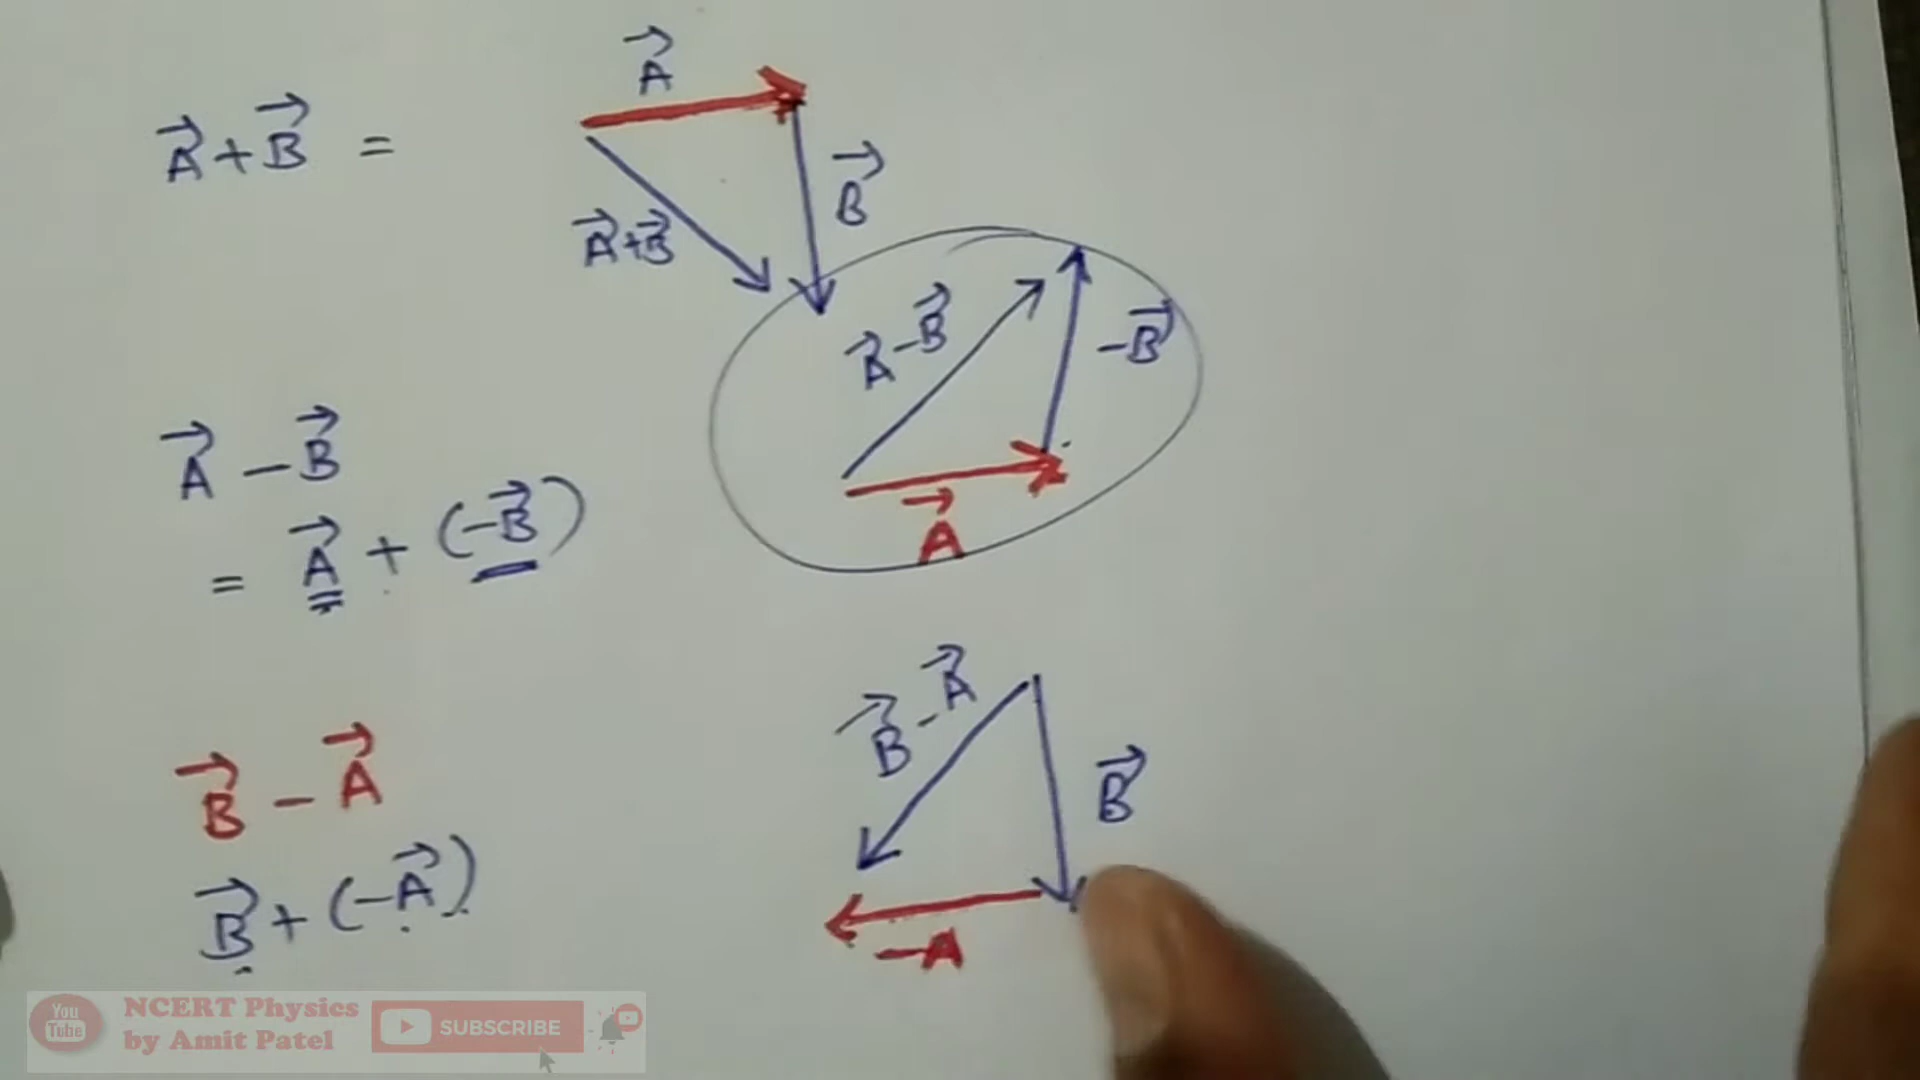 A⃗ + B⃗ =
A⃗
B⃗
A⃗+B⃗
A⃗ - B⃗
= A⃗ + (-B⃗)
A⃗ - B⃗
-B⃗
A⃗
B⃗ - A⃗
B⃗ + (-A⃗)
B⃗ - A⃗
B⃗
-A
You
Tube
NCERT Physics
by Amit Patel
SUBSCRIBE